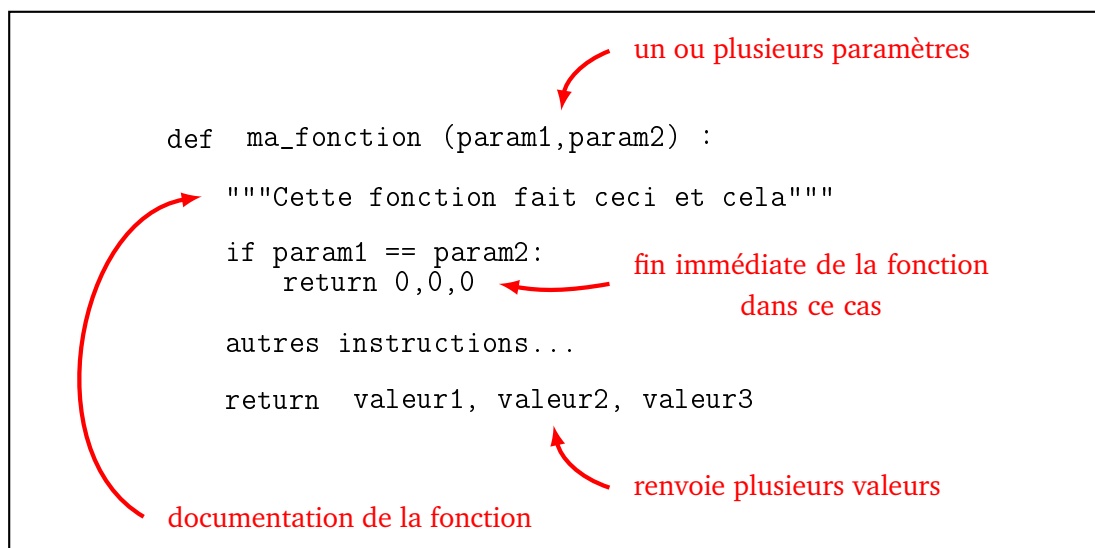 un ou plusieurs paramètres
def ma_fonction (param1,param2) :
"""Cette fonction fait ceci et cela"""
if param1 == param2:
return 0,0,0
fin immédiate de la fonction
dans ce cas
autres instructions...
return valeur1, valeur2, valeur3
renvoie plusieurs valeurs
documentation de la fonction